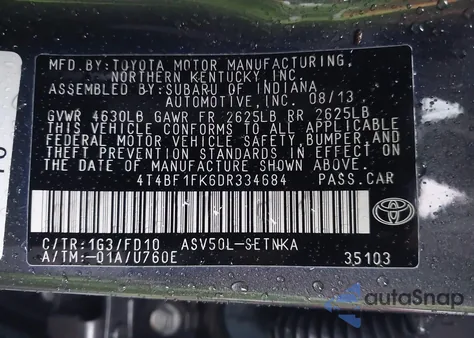 MFD. BY: TOYOTA MOTOR MANUFACTURING,
NORTHERN KENTUCKY, INC.
ASSEMBLED BY: SUBARU OF INDIANA
AUTOMOTIVE, INC. 08/13
GVWR 4630LB GAWR FR 2625LB RR 2625LB
THIS VEHICLE CONFORMS TO ALL APPLICABLE
FEDERAL MOTOR VEHICLE SAFETY, BUMPER, AND
THEFT PREVENTION STANDARDS IN EFFECT ON
THE DATE OF MANUFACTURE SHOWN ABOVE.
4T4BF1FK6DR334684 PASS. CAR
C/TR: 1G3/FD10 ASV50L-SETNKA
A/TM: -01A/U760E 35103
TOYOTA
autoSnap